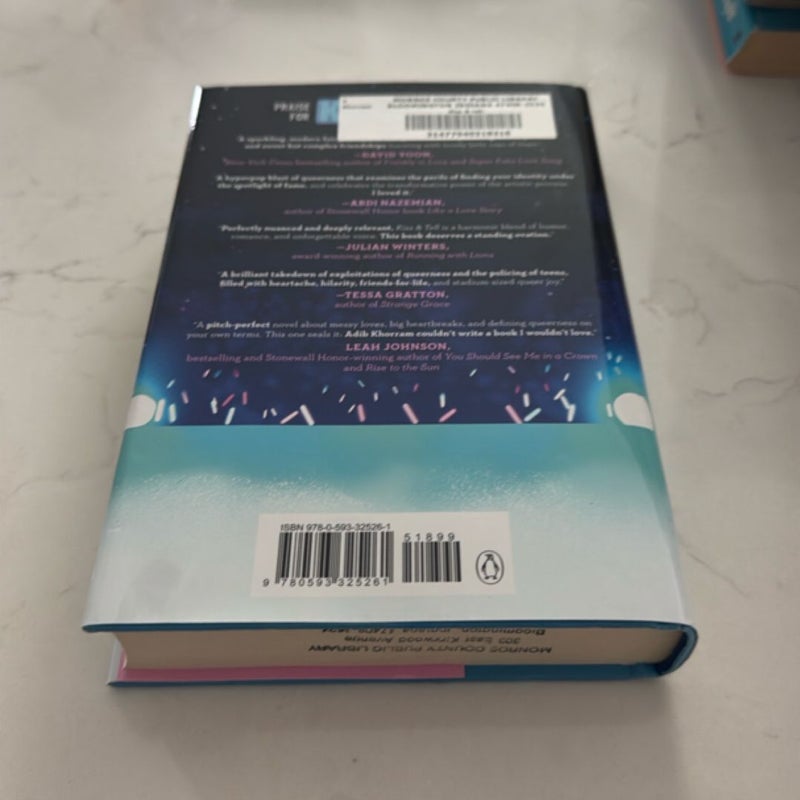 PRAISE
FOR
K
MONROE COUNTY PUBLIC LIBRARY
BLOOMINGTON, INDIANA
"A sparkling, modern
and sweet but complex friendships
—DAVID YOON,
New York Times bestselling author of Frankly in Love and Super Fake Love Song
"A hyperpop blast of queerness that examines the perils of finding your identity under
the spotlight of fame, and celebrates the transformative power of the artistic process.
I loved it."
—ABDI NAZEMIAN,
author of Stonewall Honor book Like a Love Story
"Perfectly nuanced and deeply relevant, Kiss & Tell is a harmonic blend of humor,
romance, and unforgettable voice. This book deserves a standing ovation."
—JULIAN WINTERS,
award-winning author of Running with Lions
"A brilliant takedown of exploitations of queerness and the policing of teens,
filled with heartache, hilarity, friends-for-life, and stadium-sized queer joy."
—TESSA GRATTON,
author of Strange Grace
"A pitch-perfect novel about messy loves, big heartbreaks, and defining queerness on
your own terms. This one seals it: Adib Khorram couldn't write a book I wouldn't love."
LEAH JOHNSON,
bestselling and Stonewall Honor-winning author of You Should See Me in a Crown
and Rise to the Sun
ISBN 978-0-593-32526-1
51899
9 780593 325261
MONROE COUNTY PUBLIC LIBRARY
303 East Kirkwood Avenue
Bloomington, Indiana